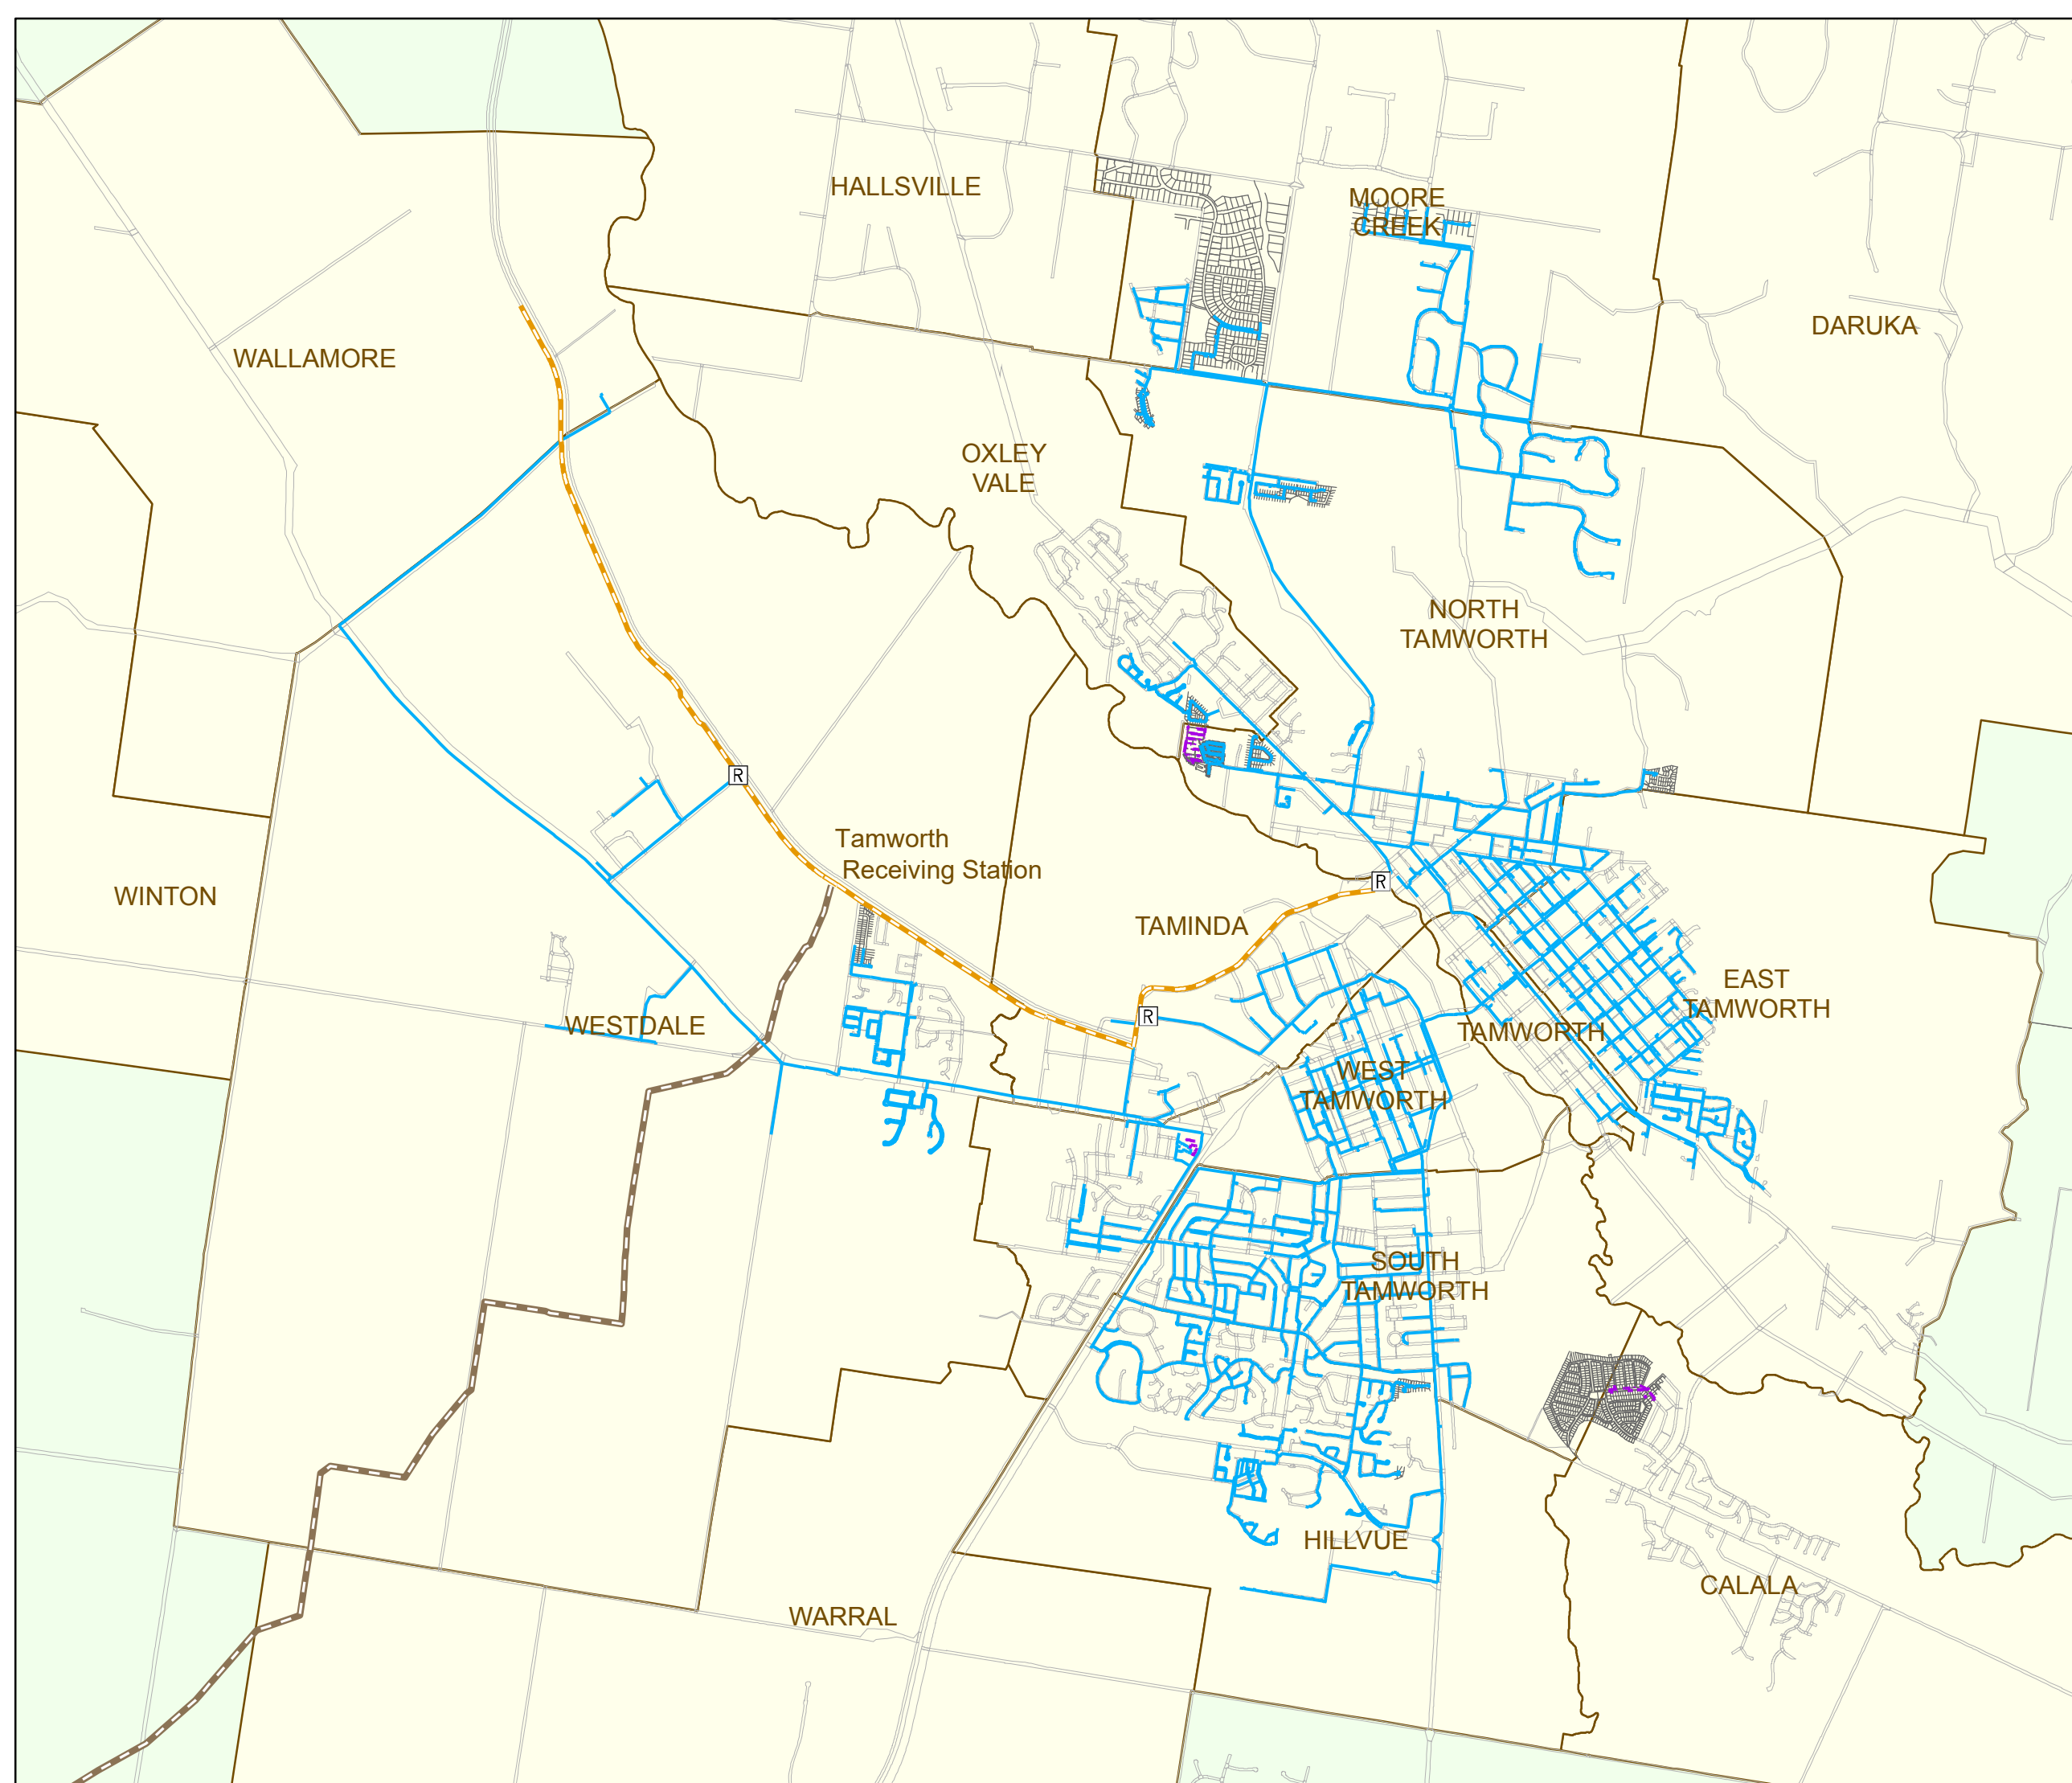 HALLSVILLE
MOORE
CREEK
DARUKA
WALLAMORE
OXLEY
VALE
NORTH
TAMWORTH
R
Tamworth
Receiving Station
R
WINTON
TAMINDA
EAST
TAMWORTH
R
WESTDALE
TAMWORTH
WEST
TAMWORTH
SOUTH
TAMWORTH
HILLVUE
CALALA
WARRAL